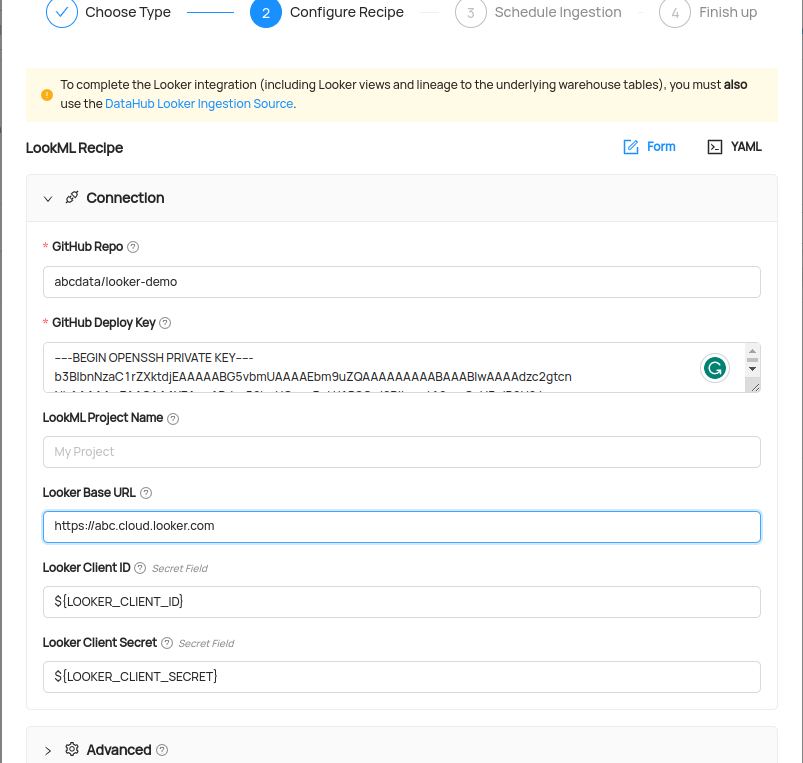 Choose Type
2 Configure Recipe
3 Schedule Ingestion
4 Finish up
To complete the Looker integration (including Looker views and lineage to the underlying warehouse tables), you must also
use the DataHub Looker Ingestion Source.
LookML Recipe
Form
YAML
Connection
* GitHub Repo
abcdata/looker-demo
* GitHub Deploy Key
-----BEGIN OPENSSH PRIVATE KEY-----
b3BlbnNzaC1rZXktdjEAAAAABG5vbmUAAAAEbm9uZQAAAAAAAAABAAABlwAAAAdzc2gtcn
LookML Project Name
My Project
Looker Base URL
https://abc.cloud.looker.com
Looker Client ID Secret Field
${LOOKER_CLIENT_ID}
Looker Client Secret Secret Field
${LOOKER_CLIENT_SECRET}
Advanced